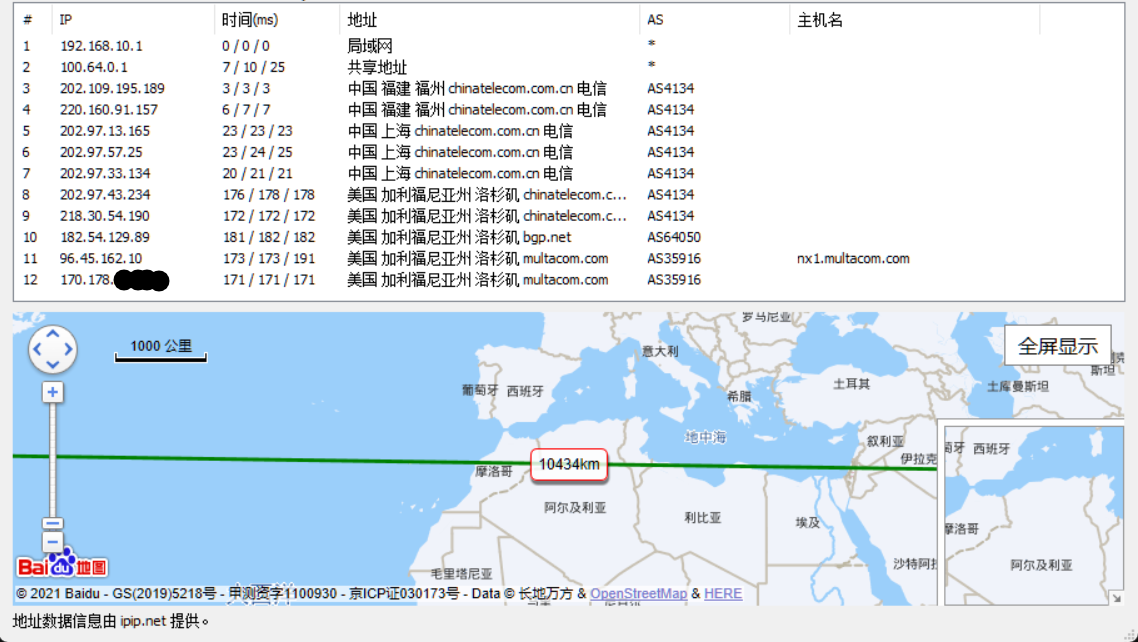 # IP 时间(ms) 地址 AS 主机名
1 192.168.10.1 0 / 0 / 0 局域网 *
2 100.64.0.1 7 / 10 / 25 共享地址 *
3 202.109.195.189 3 / 3 / 3 中国 福建 福州 chinatelecom.com.cn 电信 AS4134
4 220.160.91.157 6 / 7 / 7 中国 福建 福州 chinatelecom.com.cn 电信 AS4134
5 202.97.13.165 23 / 23 / 23 中国 上海 chinatelecom.com.cn 电信 AS4134
6 202.97.57.25 23 / 24 / 25 中国 上海 chinatelecom.com.cn 电信 AS4134
7 202.97.33.134 20 / 21 / 21 中国 上海 chinatelecom.com.cn 电信 AS4134
8 202.97.43.234 176 / 178 / 178 美国 加利福尼亚州 洛杉矶 chinatelecom.c... AS4134
9 218.30.54.190 172 / 172 / 172 美国 加利福尼亚州 洛杉矶 chinatelecom.c... AS4134
10 182.54.129.89 181 / 182 / 182 美国 加利福尼亚州 洛杉矶 bgp.net AS64050
11 96.45.162.10 173 / 173 / 191 美国 加利福尼亚州 洛杉矶 multacom.com AS35916 nx1.multacom.com
12 170.178. 171 / 171 / 171 美国 加利福尼亚州 洛杉矶 multacom.com AS35916
罗马尼亚
1000 公里
全屏显示
意大利
斯坦
葡萄牙 西班牙
希腊
土耳其
土库曼斯坦
地中海
叙利亚
伊拉克
牙 西班牙
摩洛哥
10434km
阿尔及利亚
利比亚
埃及
摩洛哥
沙特阿
阿尔及利亚
毛里塔尼亚
Bai du 地图
© 2021 Baidu - GS(2019)5218号 - 甲测资字1100930 - 京ICP证030173号 - Data © 长地万方 & OpenStreetMap & HERE
地址数据信息由 ipip.net 提供。